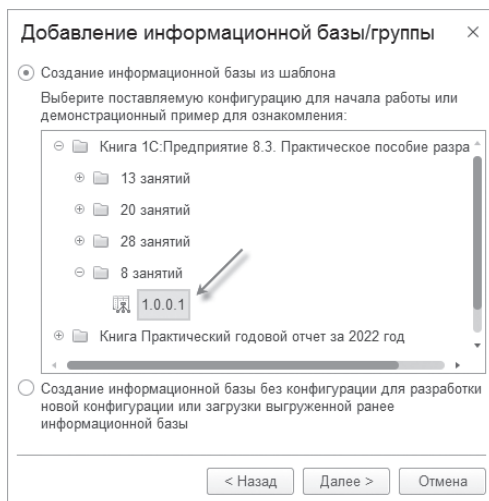 Добавление информационной базы/группы
Создание информационной базы из шаблона
Выберите поставляемую конфигурацию для начала работы или
демонстрационный пример для ознакомления:
Книга 1С:Предприятие 8.3. Практическое пособие разра
13 занятий
20 занятий
28 занятий
8 занятий
1.0.0.1
Книга Практический годовой отчет за 2022 год
Создание информационной базы без конфигурации для разработки
новой конфигурации или загрузки выгруженной ранее
информационной базы
< Назад Далее > Отмена